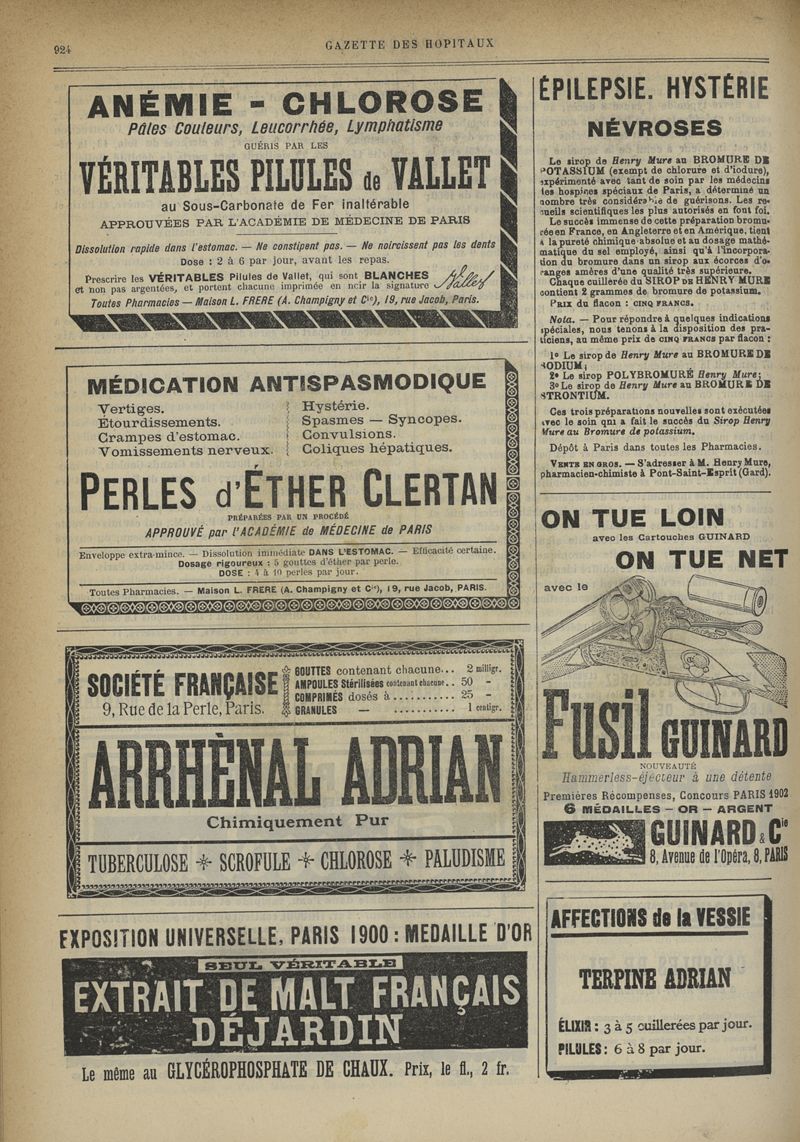 924
GAZETTE DES HOPITAUX
ANÉMIE - CHLOROSE
Pâles Couleurs, Leucorrhée, Lymphatisme
GUÉRIS PAR LES
VÉRITABLES PILULES de VALLET
au Sous-Carbonate de Fer inaltérable
APPROUVÉES PAR L'ACADÉMIE DE MÉDECINE DE PARIS
Dissolution rapide dans l'estomac. — Ne constipent pas. — Ne noircissent pas les dents
Dose : 2 à 6 par jour, avant les repas.
Prescrire les VÉRITABLES Pilules de Vallet, qui sont BLANCHES
et non pas argentées, et portent chacune imprimée en noir la signature Vallet
Toutes Pharmacies — Maison L. FRERE (A. Champigny et Cie), 19, rue Jacob, Paris.
MÉDICATION ANTISPASMODIQUE
Vertiges.
Étourdissements.
Crampes d'estomac.
Vomissements nerveux.
Hystérie.
Spasmes — Syncopes.
Convulsions.
Coliques hépatiques.
PERLES d'ÉTHER CLERTAN
PRÉPARÉES PAR UN PROCÉDÉ
APPROUVÉ par l'ACADÉMIE de MÉDECINE de PARIS
Enveloppe extra-mince. — Dissolution immédiate DANS L'ESTOMAC. — Efficacité certaine.
Dosage rigoureux : 5 gouttes d'éther par perle.
DOSE : 4 à 10 perles par jour.
Toutes Pharmacies. — Maison L. FRERE (A. Champigny et Cie), 19, rue Jacob, PARIS.
SOCIÉTÉ FRANÇAISE
9, Rue de la Perle, Paris.
GOUTTES contenant chacune... 2 milligr.
AMPOULES Stérilisées contenant chacune.. 50 -
COMPRIMÉS dosés à........... 25 -
GRANULES — ........... 1 centigr.
ARRHÈNAL ADRIAN
Chimiquement Pur
TUBERCULOSE * SCROFULE * CHLOROSE * PALUDISME
EXPOSITION UNIVERSELLE, PARIS 1900 : MEDAILLE D'OR
SEUL VÉRITABLE
EXTRAIT DE MALT FRANÇAIS
DÉJARDIN
Le même au GLYCÉROPHOSPHATE DE CHAUX. Prix, le fl., 2 fr.
ÉPILEPSIE. HYSTÉRIE
NÉVROSES
Le sirop de Henry Mure au BROMURE DE
POTASSIUM (exempt de chlorure et d'iodure),
expérimenté avec tant de soin par les médecins
des hospices spéciaux de Paris, a déterminé un
nombre très considérable de guérisons. Les re-
cueils scientifiques les plus autorisés en font foi.
Le succès immense de cette préparation bromu-
rée en France, en Angleterre et en Amérique, tient
à la pureté chimique absolue et au dosage mathé-
matique du sel employé, ainsi qu'à l'incorpora-
tion du bromure dans un sirop aux écorces d'o-
ranges amères d'une qualité très supérieure.
Chaque cuillerée du SIROP DE HENRY MURE
contient 2 grammes de bromure de potassium.
PRIX du flacon : CINQ FRANCS.
Nota. — Pour répondre à quelques indications
spéciales, nous tenons à la disposition des pra-
ticiens, au même prix de CINQ FRANCS par flacon :
1° Le sirop de Henry Mure au BROMURE DE
SODIUM;
2° Le sirop POLYBROMURÉ Henry Mure;
3° Le sirop de Henry Mure au BROMURE DE
STRONTIUM.
Ces trois préparations nouvelles sont exécutées
avec le soin qui a fait le succès du Sirop Henry
Mure au Bromure de potassium.
Dépôt à Paris dans toutes les Pharmacies.
VENTE EN GROS. — S'adresser à M. Henry Mure,
pharmacien-chimiste à Pont-Saint-Esprit (Gard).
ON TUE LOIN
avec les Cartouches GUINARD
ON TUE NET
avec le
Fusil GUINARD
NOUVEAUTÉ
Hammerless-éjecteur à une détente
Premières Récompenses, Concours PARIS 1902
6 MÉDAILLES - OR - ARGENT
GUINARD & Cie
8, Avenue de l'Opéra, 8, PARIS
AFFECTIONS de la VESSIE
TERPINE ADRIAN
ÉLIXIR : 3 à 5 cuillerées par jour.
PILULES : 6 à 8 par jour.